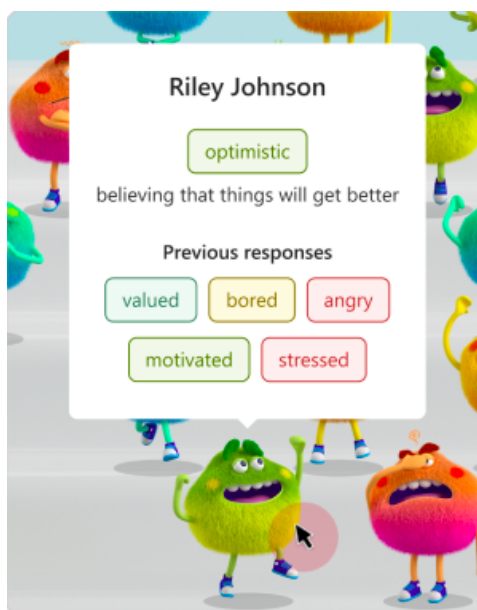 Riley Johnson
optimistic
believing that things will get better
Previous responses
valued bored angry
motivated stressed